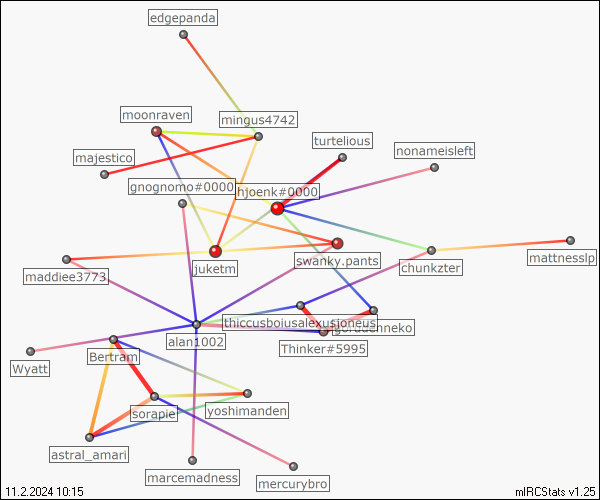 edgepanda
moonraven
mingus4742
turtelious
majestico
nonameisleft
gnognomo#0000
hjoenk#0000
swanky.pants
juketm
chunkzter
mattnesslp
maddiee3773
thiccusboiusalexusjoneus
alan1002
Thinker#5995
Bertram
Wyatt
sorapie
yoshimanden
astral_amari
marcemadness
mercurybro
11.2.2024 10:15
mIRCStats v1.25